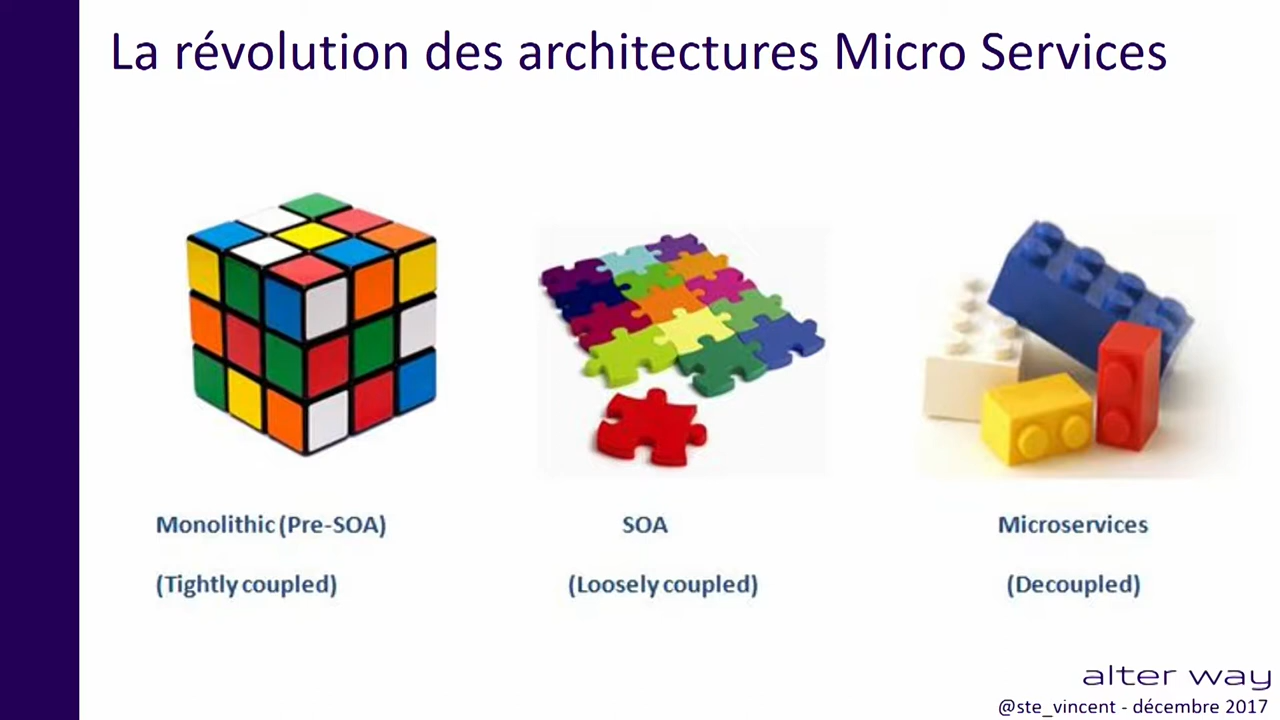 La révolution des architectures Micro Services
Monolithic (Pre-SOA)
(Tightly coupled)
SOA
(Loosely coupled)
Microservices
(Decoupled)
alter way
@ste_vincent - décembre 2017